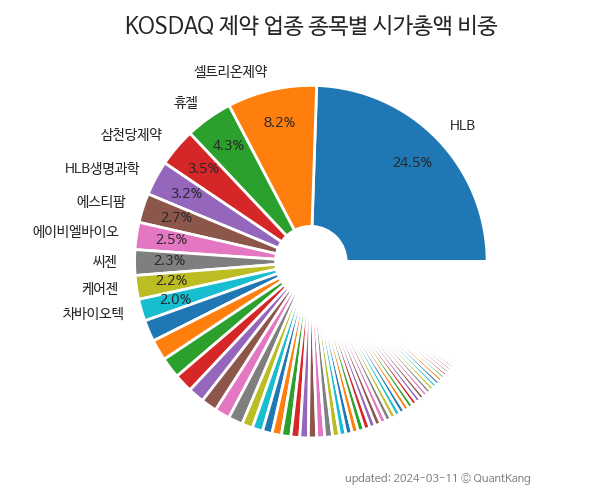 KOSDAQ 제약 업종 종목별 시가총액 비중
셀트리온제약
휴젤
HLB
8.2%
삼천당제약
4.3%
24.5%
HLB생명과학
3.5%
3.2%
에스티팜
2.7%
에이비엘바이오
2.5%
씨젠
2.3%
케어젠
2.2%
차바이오텍
2.0%
updated: 2024-03-11 © QuantKang